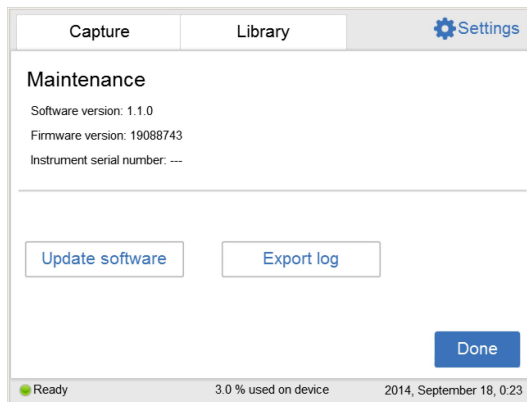 Capture
Library
Settings
Maintenance
Software version: 1.1.0
Firmware version: 19088743
Instrument serial number: ---
Update software
Export log
Done
Ready
3.0 % used on device
2014, September 18, 0:23